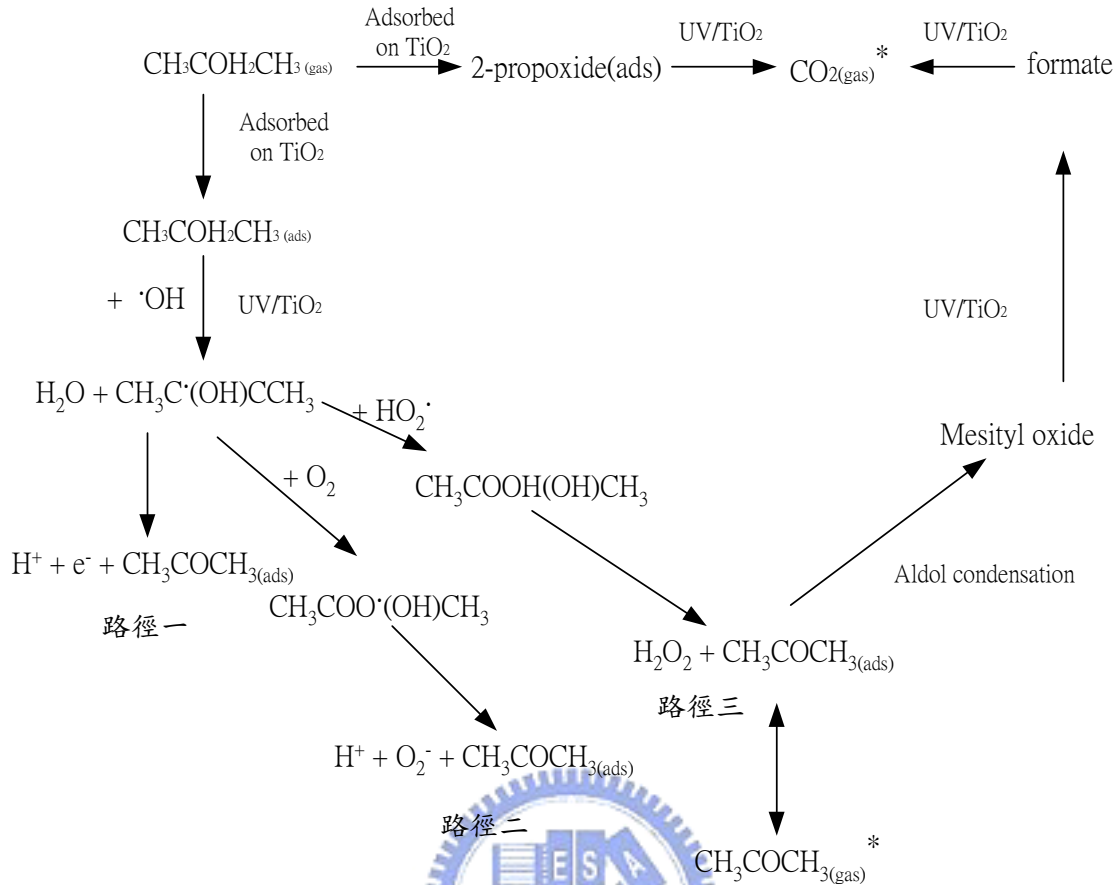 CH₃COH₂CH₃ (gas)
Adsorbed
on TiO₂
2-propoxide(ads)
UV/TiO₂
CO₂(gas)*
UV/TiO₂
formate
Adsorbed
on TiO₂
CH₃COH₂CH₃ (ads)
+ ·OH
UV/TiO₂
UV/TiO₂
H₂O + CH₃C·(OH)CCH₃
+ HO₂·
Mesityl oxide
+ O₂
CH₃COOH(OH)CH₃
H⁺ + e⁻ + CH₃COCH₃(ads)
路徑一
CH₃COO·(OH)CH₃
Aldol condensation
H₂O₂ + CH₃COCH₃(ads)
路徑三
H⁺ + O₂⁻ + CH₃COCH₃(ads)
路徑二
CH₃COCH₃(gas)*
E S A